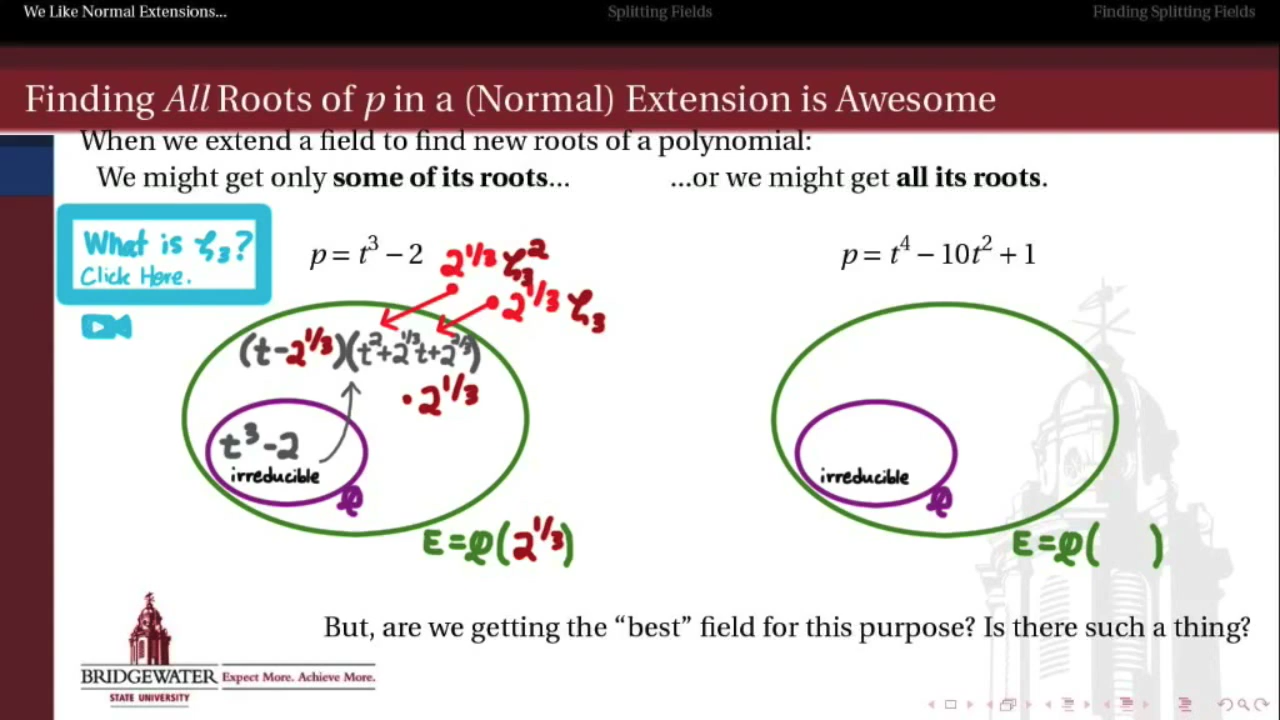 We Like Normal Extensions...
Splitting Fields
Finding Splitting Fields
Finding All Roots of p in a (Normal) Extension is Awesome
When we extend a field to find new roots of a polynomial:
We might get only some of its roots...
...or we might get all its roots.
What is ζ₃?
Click Here.
p = t³ − 2
2^{1/3} ζ₃²
2^{1/3} ζ₃
(t-2^{1/3})(t²+2^{1/3}t+2^{2/3})
• 2^{1/3}
t³-2
irreducible
ℚ
E=ℚ(2^{1/3})
p = t⁴ − 10t² + 1
irreducible
ℚ
E=ℚ( )
But, are we getting the “best” field for this purpose? Is there such a thing?
BRIDGEWATER
STATE UNIVERSITY
Expect More. Achieve More.